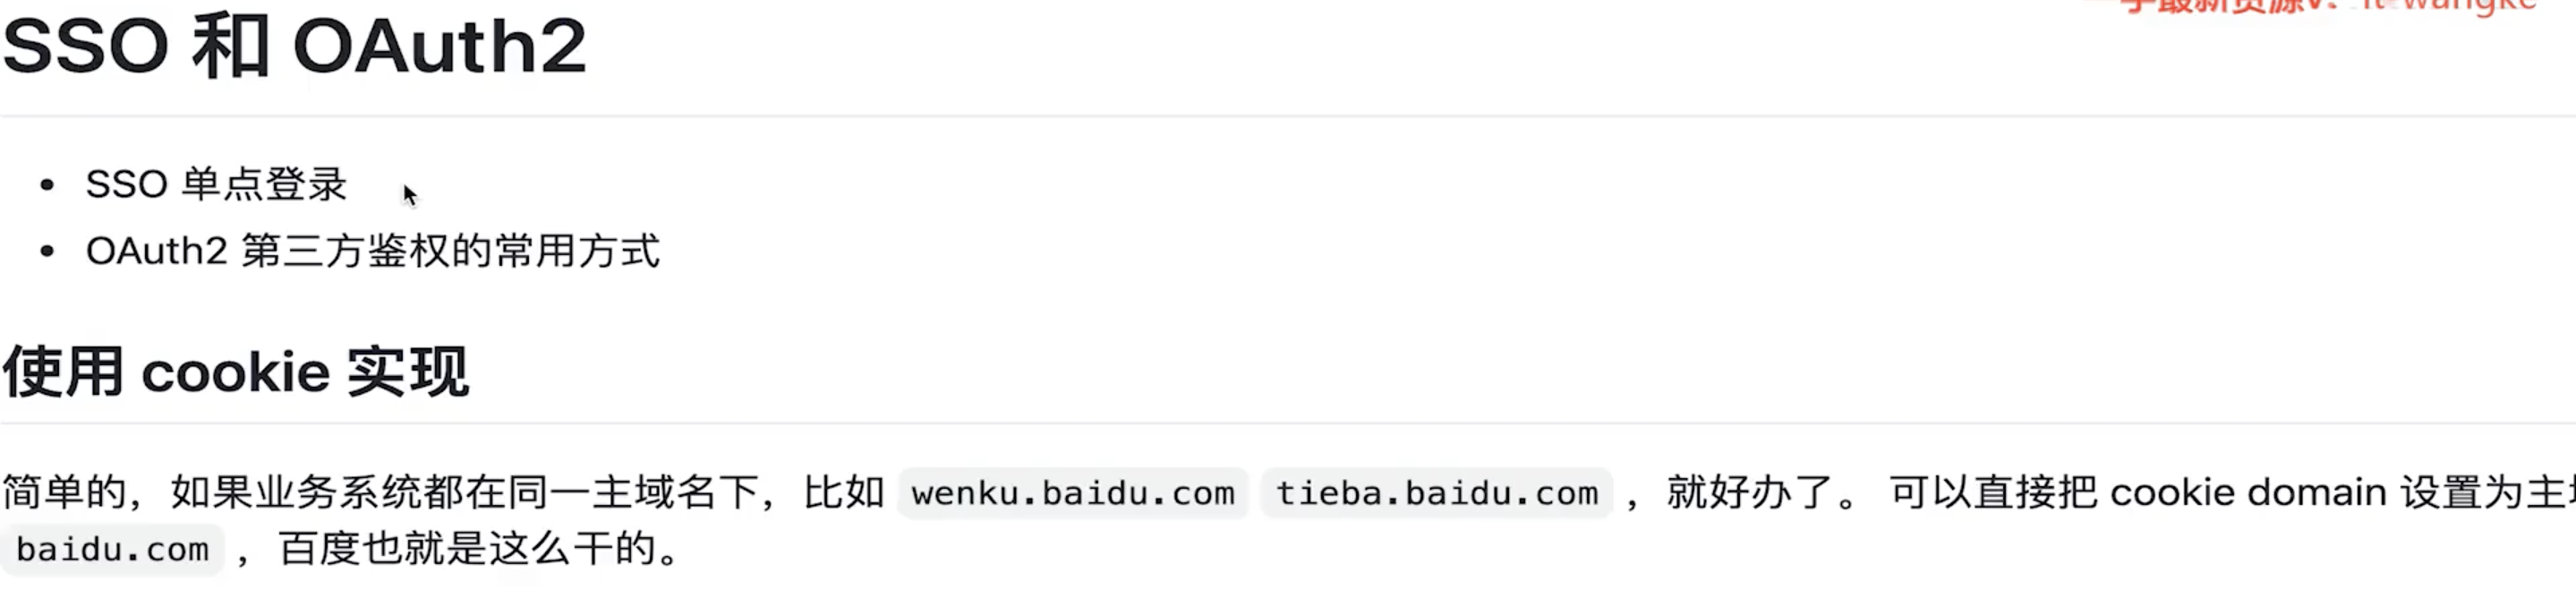 SSO 和 OAuth2
SSO 单点登录
OAuth2 第三方鉴权的常用方式
使用 cookie 实现
简单的，如果业务系统都在同一主域名下，比如 wenku.baidu.com tieba.baidu.com ，就好办了。 可以直接把 cookie domain 设置为主
baidu.com ，百度也就是这么干的。